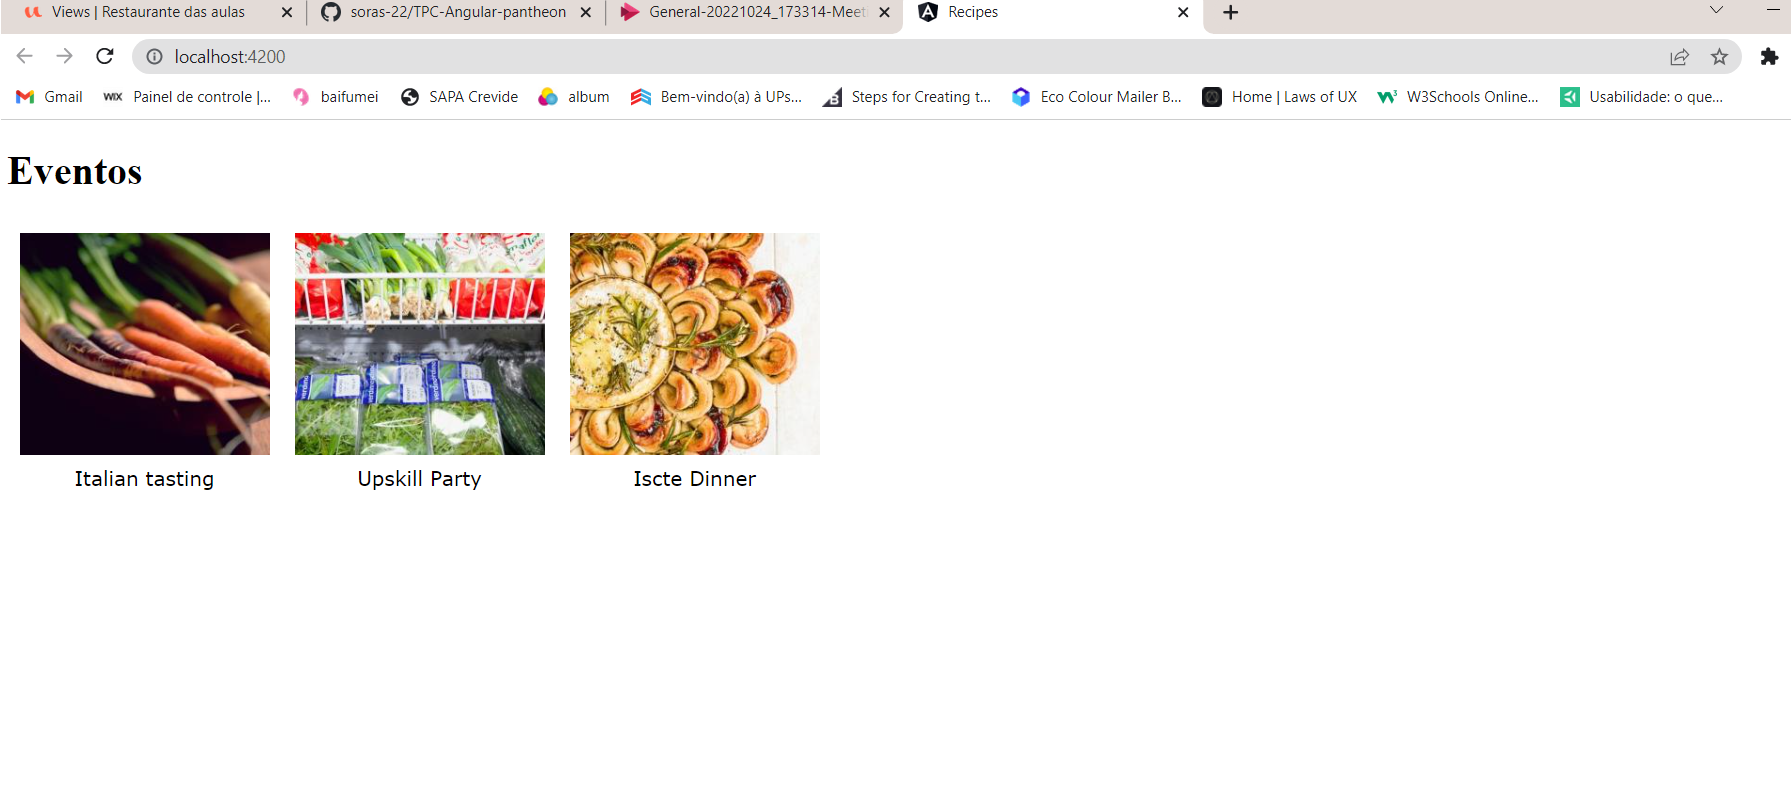 Views | Restaurante das aulas
soras-22/TPC-Angular-pantheon
General-20221024_173314-Meet
Recipes
localhost:4200
Gmail
WIX Painel de controle |...
baifumei
SAPA Crevide
album
Bem-vindo(a) à UPs...
Steps for Creating t...
Eco Colour Mailer B...
Home | Laws of UX
W3Schools Online...
Usabilidade: o que...
Eventos
Italian tasting
Upskill Party
Iscte Dinner